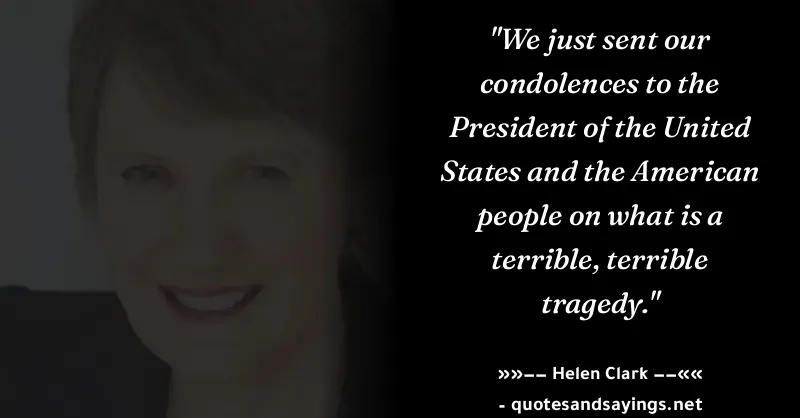 "We just sent our
condolences to the
President of the United
States and the American
people on what is a
terrible, terrible
tragedy."
»»−− Helen Clark −−««
- quotesandsayings.net